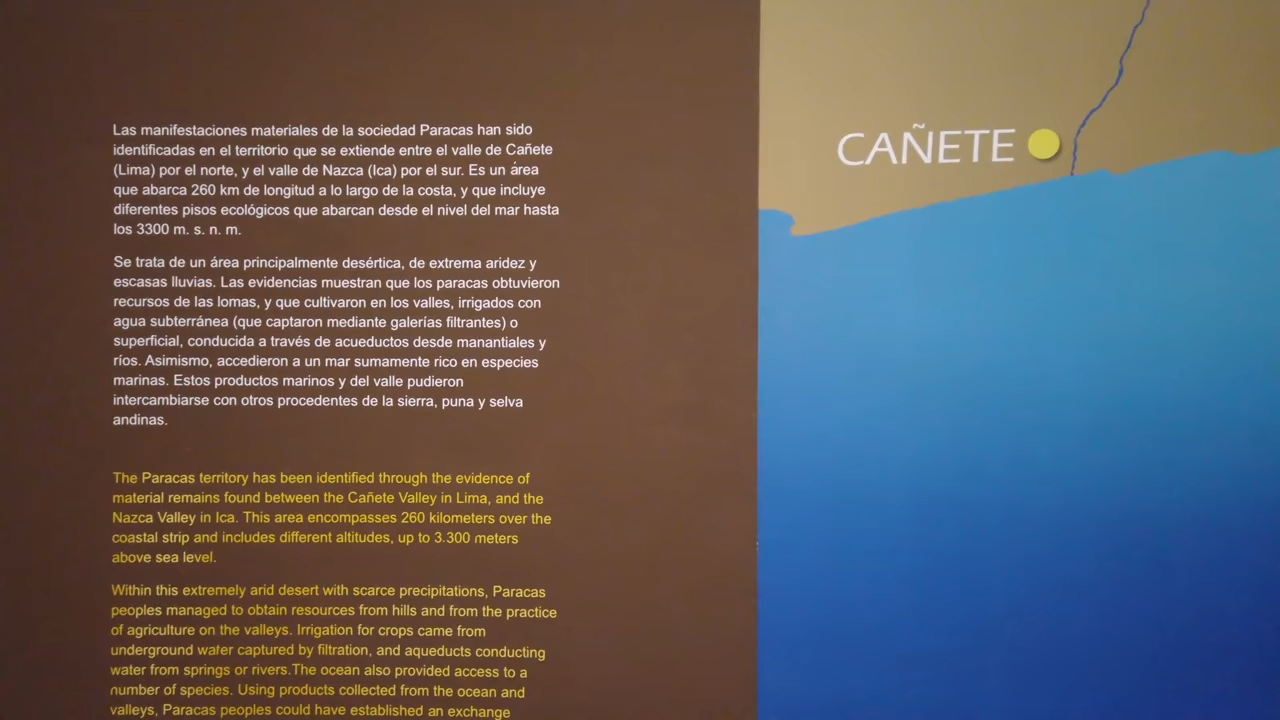 Las manifestaciones materiales de la sociedad Paracas han sido
identificadas en el territorio que se extiende entre el valle de Cañete
(Lima) por el norte, y el valle de Nazca (Ica) por el sur. Es un área
que abarca 260 km de longitud a lo largo de la costa, y que incluye
diferentes pisos ecológicos que abarcan desde el nivel del mar hasta
los 3300 m. s. n. m.
Se trata de un área principalmente desértica, de extrema aridez y
escasas lluvias. Las evidencias muestran que los paracas obtuvieron
recursos de las lomas, y que cultivaron en los valles, irrigados con
agua subterránea (que captaron mediante galerías filtrantes) o
superficial, conducida a través de acueductos desde manantiales y
ríos. Asimismo, accedieron a un mar sumamente rico en especies
marinas. Estos productos marinos y del valle pudieron
intercambiarse con otros procedentes de la sierra, puna y selva
andinas.
The Paracas territory has been identified through the evidence of
material remains found between the Cañete Valley in Lima, and the
Nazca Valley in Ica. This area encompasses 260 kilometers over the
coastal strip and includes different altitudes, up to 3.300 meters
above sea level.
Within this extremely arid desert with scarce precipitations, Paracas
peoples managed to obtain resources from hills and from the practice
of agriculture on the valleys. Irrigation for crops came from
underground water captured by filtration, and aqueducts conducting
water from springs or rivers.The ocean also provided access to a
number of species. Using products collected from the ocean and
valleys, Paracas peoples could have established an exchange
CAÑETE